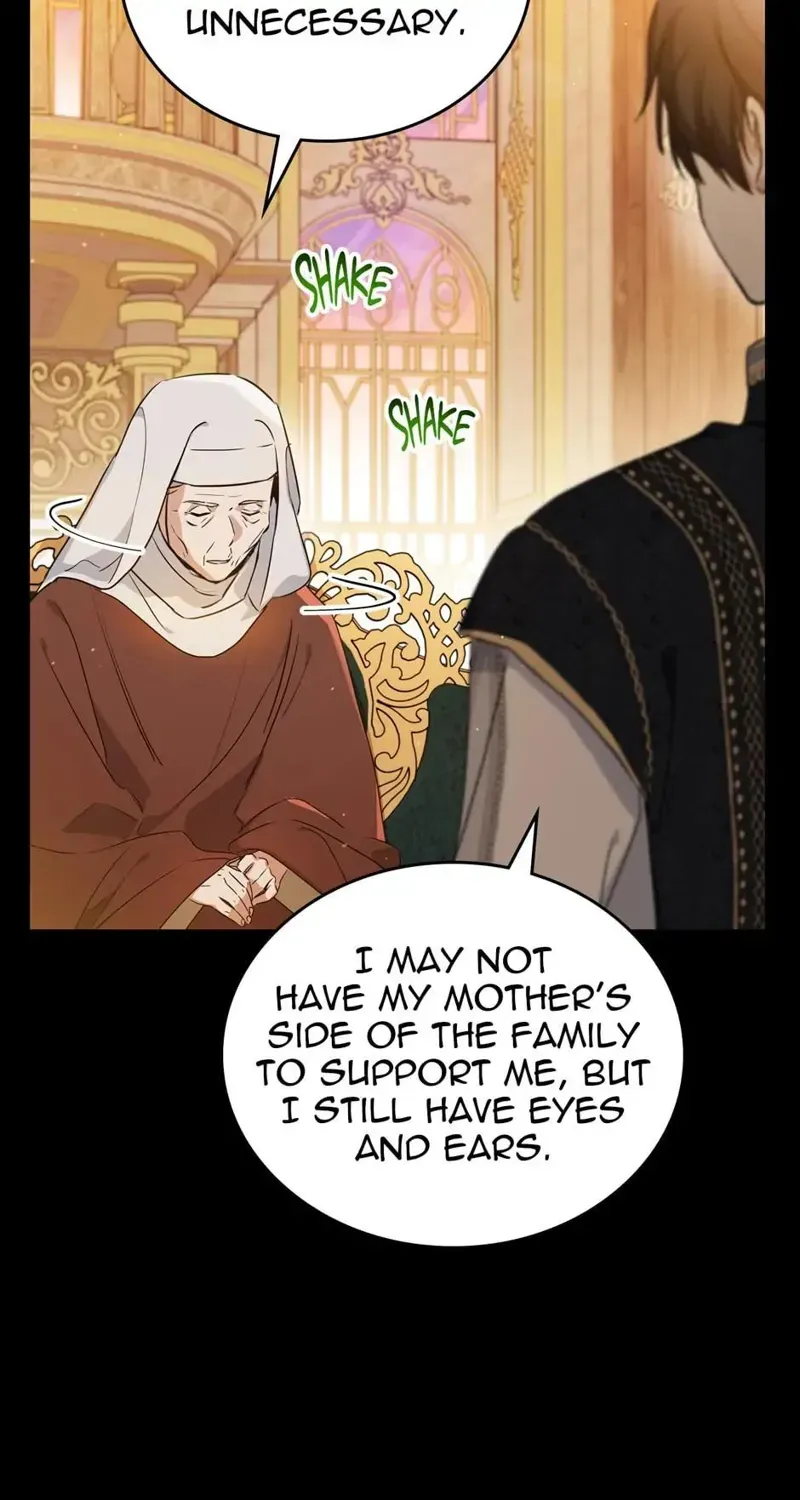 UNNECESSARY.
SHAKE
SHAKE
I MAY NOT
HAVE MY MOTHER'S
SIDE OF THE FAMILY
TO SUPPORT ME, BUT
I STILL HAVE EYES
AND EARS.